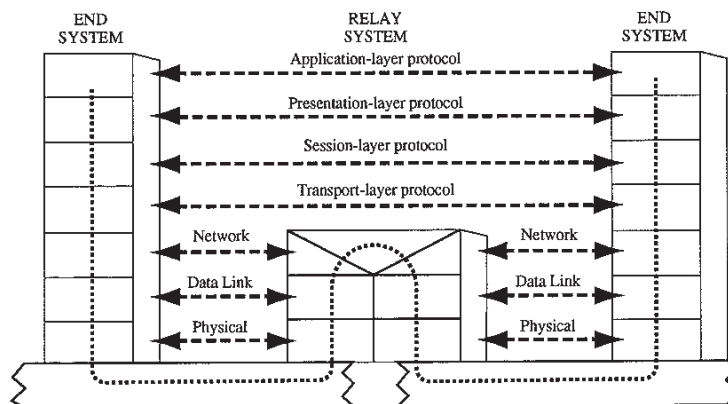 END
SYSTEM
RELAY
SYSTEM
END
SYSTEM
Application-layer protocol
Presentation-layer protocol
Session-layer protocol
Transport-layer protocol
Network
Network
Data Link
Data Link
Physical
Physical